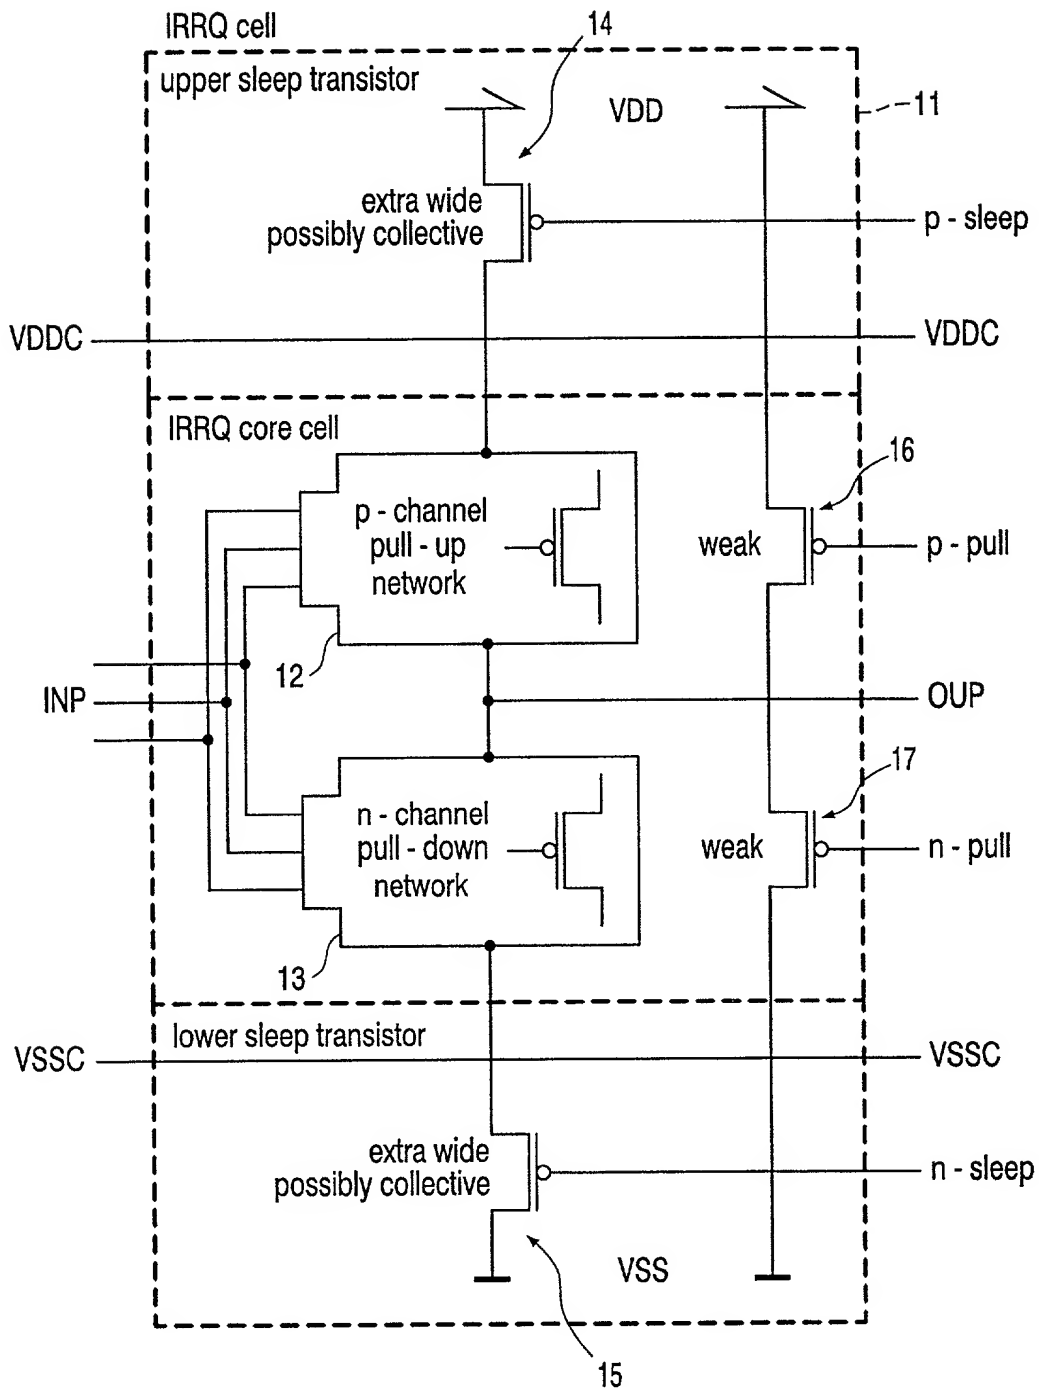 IRRQ cell
14
upper sleep transistor
VDD
11
extra wide
possibly collective
p - sleep
VDDC
VDDC
IRRQ core cell
16
p - channel
pull - up
network
weak
p - pull
12
INP
OUP
17
n - channel
pull - down
network
weak
n - pull
13
lower sleep transistor
VSSC
VSSC
extra wide
possibly collective
n - sleep
VSS
15